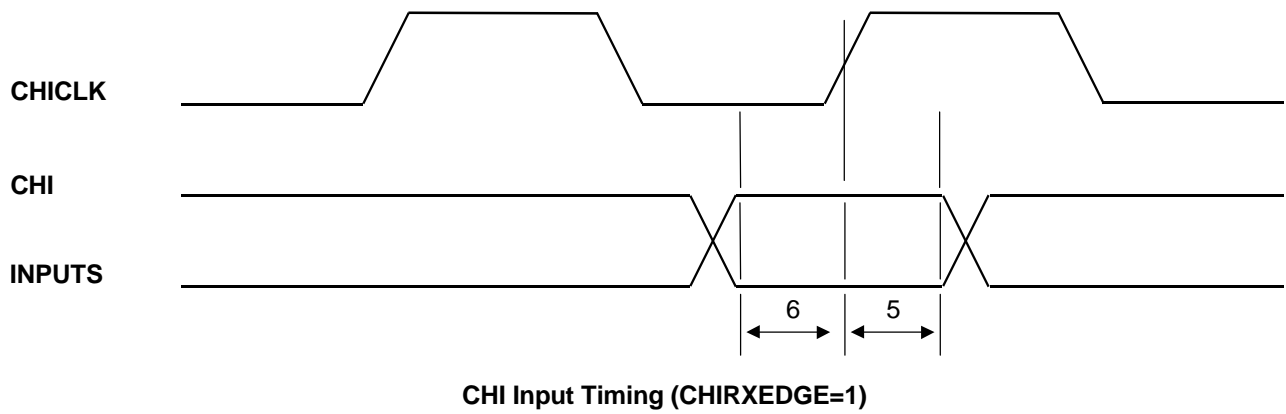 CHICLK
CHI
INPUTS
6
5
CHI Input Timing (CHIRXEDGE=1)